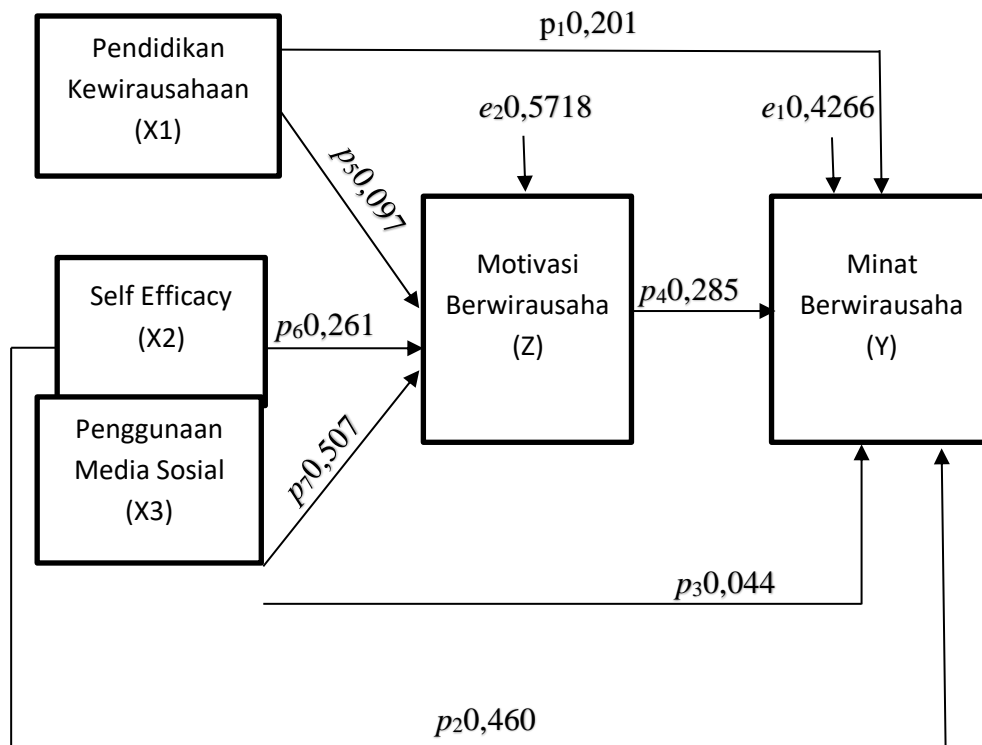 p₁0,201
Pendidikan
Kewirausahaan
(X1)
e₂0,5718
e₁0,4266
p₅0,097
Motivasi
Berwirausaha
(Z)
Minat
Berwirausaha
(Y)
Self Efficacy
(X2)
p₆0,261
p₄0,285
Penggunaan
Media Sosial
(X3)
p₇0,507
p₃0,044
p₂0,460